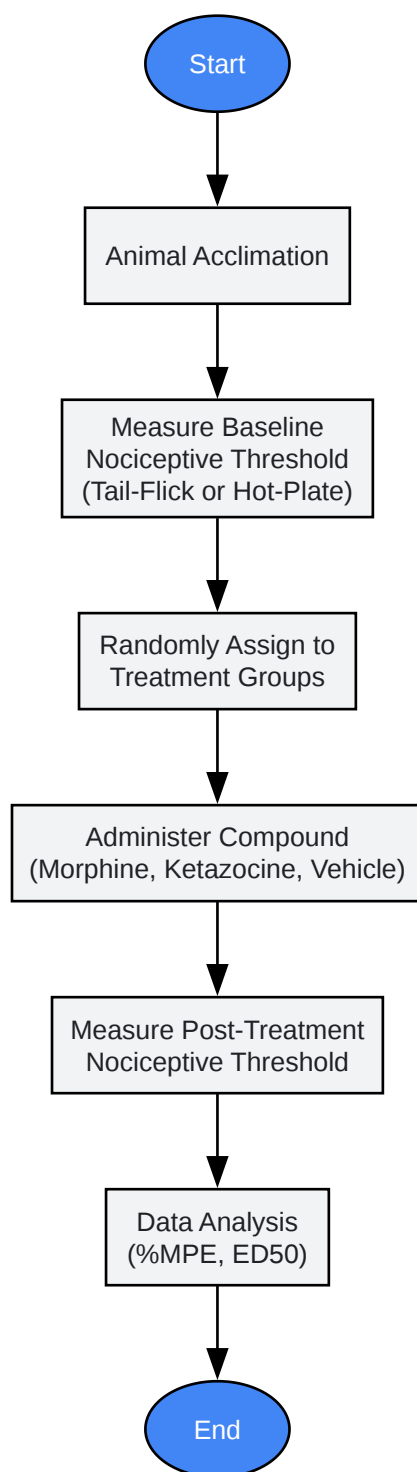 Start
Animal Acclimation
Measure Baseline
Nociceptive Threshold
(Tail-Flick or Hot-Plate)
Randomly Assign to
Treatment Groups
Administer Compound
(Morphine, Ketazocine, Vehicle)
Measure Post-Treatment
Nociceptive Threshold
Data Analysis
(%MPE, ED50)
End